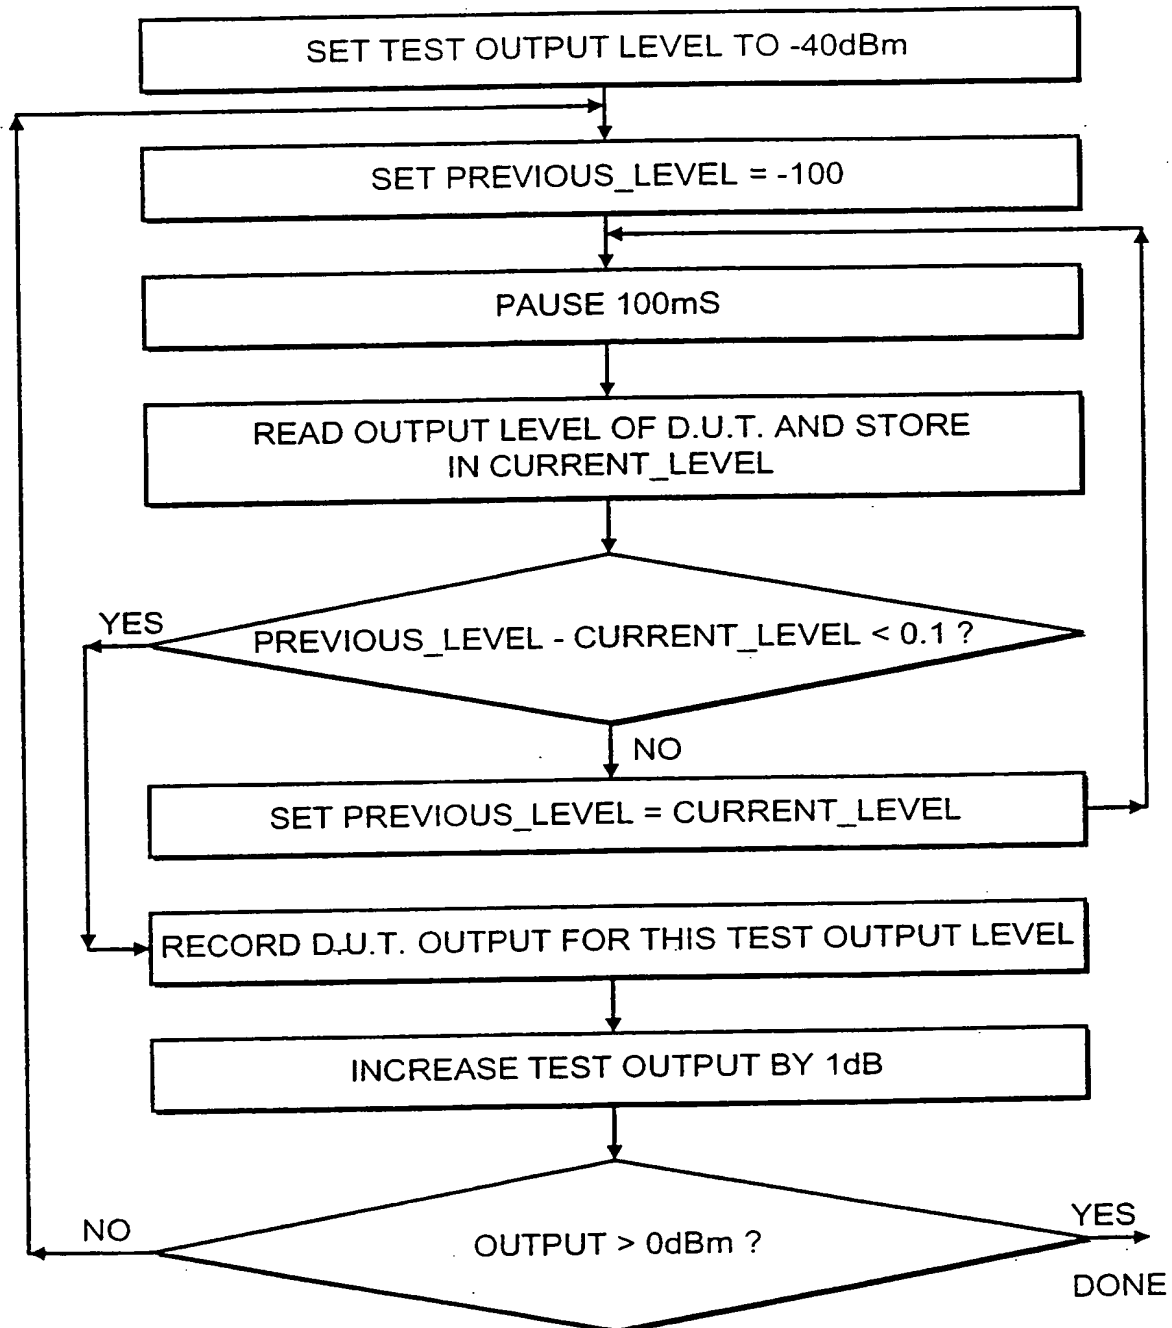 SET TEST OUTPUT LEVEL TO -40dBm
SET PREVIOUS_LEVEL = -100
PAUSE 100mS
READ OUTPUT LEVEL OF D.U.T. AND STORE
IN CURRENT_LEVEL
YES
PREVIOUS_LEVEL - CURRENT_LEVEL < 0.1 ?
NO
SET PREVIOUS_LEVEL = CURRENT_LEVEL
RECORD D.U.T. OUTPUT FOR THIS TEST OUTPUT LEVEL
INCREASE TEST OUTPUT BY 1dB
NO
OUTPUT > 0dBm ?
YES
DONE